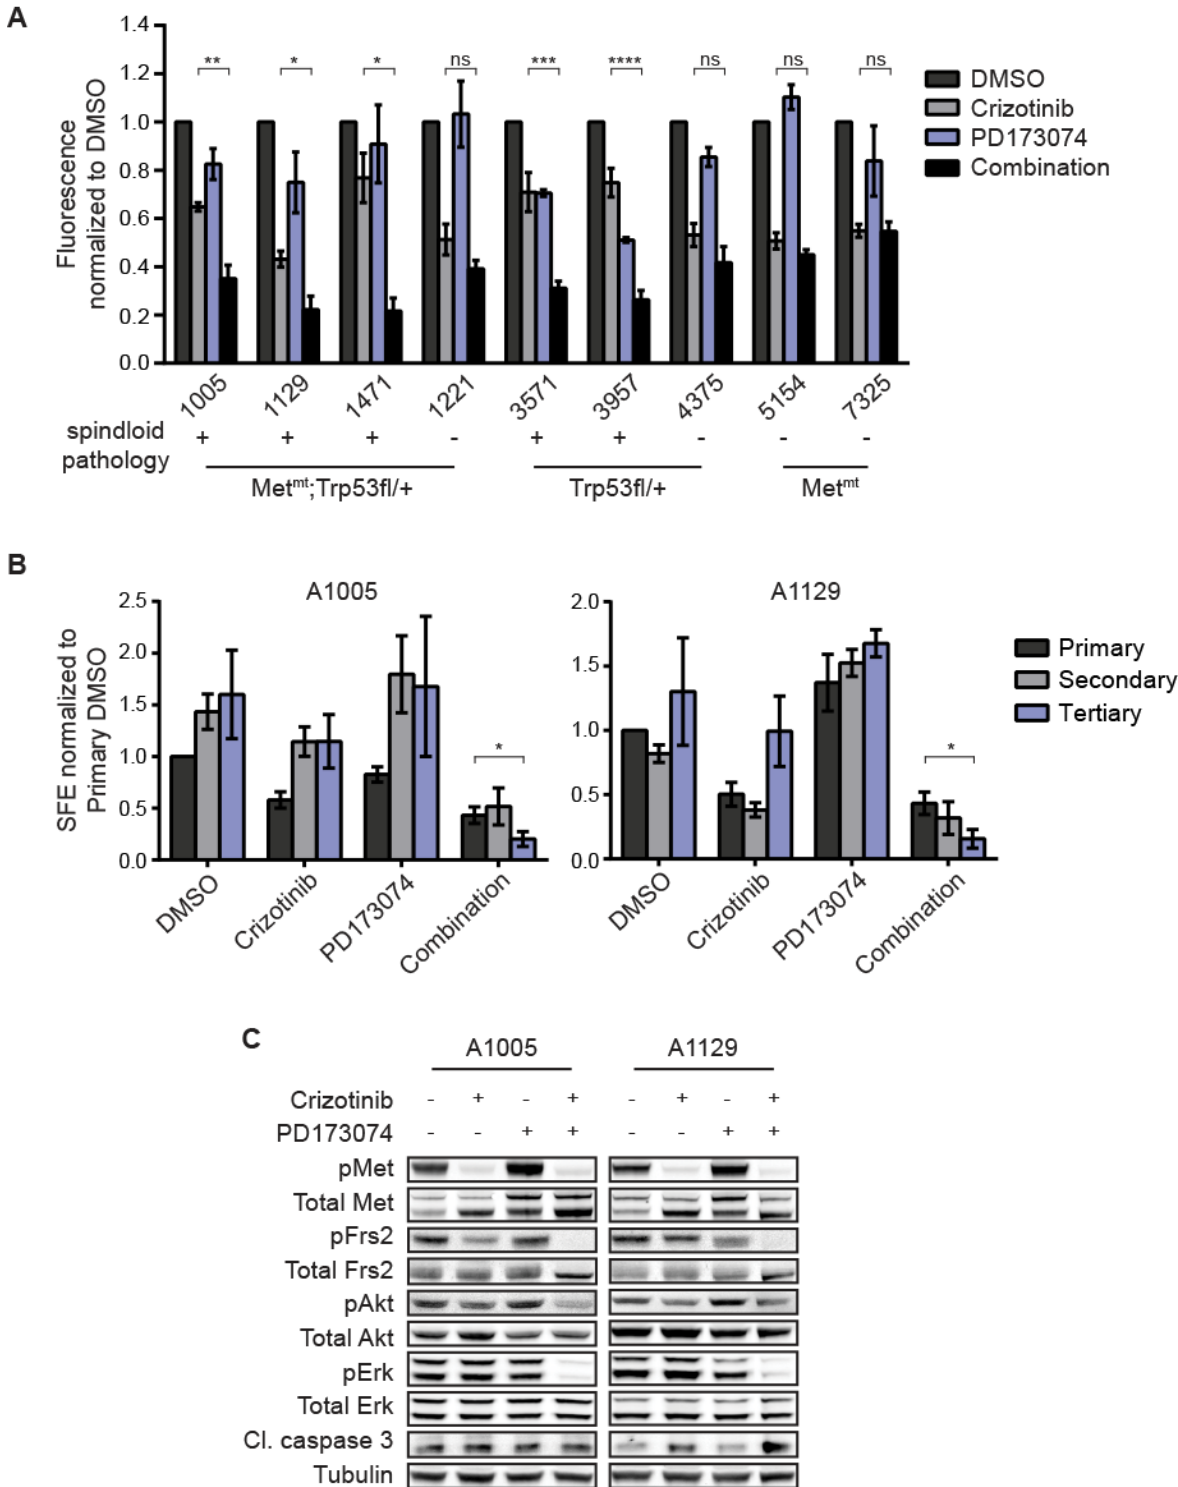 A
Fluorescence
normalized to DMSO
1.4
1.2
1.0
0.8
0.6
0.4
0.2
0.0
** * * ns *** **** ns ns ns
DMSO
Crizotinib
PD173074
Combination
1005 1129 1471 1221 3571 3957 4375 5154 7325
spindloid
pathology
+ + + - + + - - -
Metᵐᵗ;Trp53fl/+ Trp53fl/+ Metᵐᵗ
B
SFE normalized to
Primary DMSO
A1005
2.5
2.0
1.5
1.0
0.5
0.0
*
DMSO Crizotinib PD173074 Combination
A1129
2.0
1.5
1.0
0.5
0.0
*
DMSO Crizotinib PD173074 Combination
Primary
Secondary
Tertiary
C
A1005 A1129
Crizotinib - + - + - + - +
PD173074 - - + + - - + +
pMet
Total Met
pFrs2
Total Frs2
pAkt
Total Akt
pErk
Total Erk
Cl. caspase 3
Tubulin